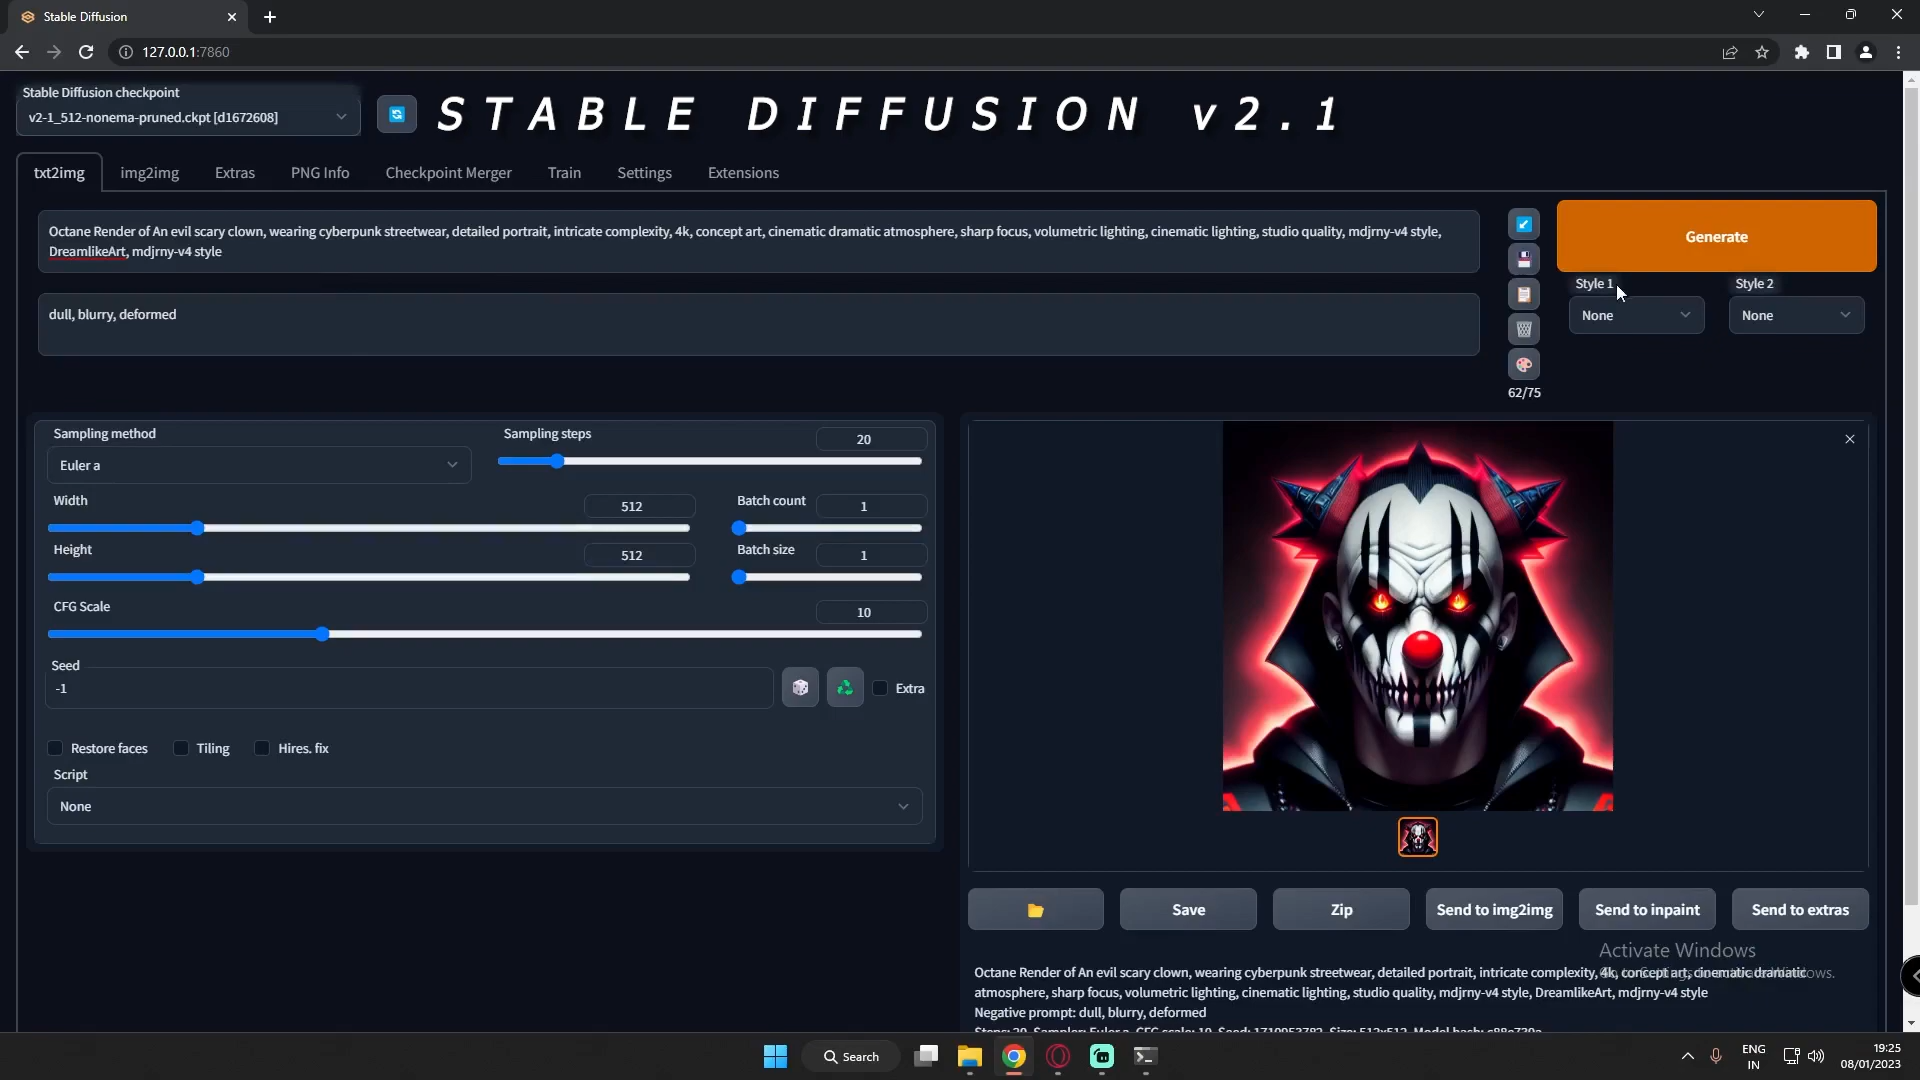 Stable Diffusion
127.0.0.1:7860
Stable Diffusion checkpoint
v2-1_512-nonema-pruned.ckpt [d1672608]
STABLE DIFFUSION v2.1
txt2img
img2img
Extras
PNG Info
Checkpoint Merger
Train
Settings
Extensions
Octane Render of An evil scary clown, wearing cyberpunk streetwear, detailed portrait, intricate complexity, 4k, concept art, cinematic dramatic atmosphere, sharp focus, volumetric lighting, cinematic lighting, studio quality, mdjrny-v4 style,
DreamlikeArt, mdjrny-v4 style
dull, blurry, deformed
62/75
Generate
Style 1
Style 2
None
None
Sampling method
Euler a
Sampling steps
20
Width
512
Batch count
1
Height
512
Batch size
1
CFG Scale
10
Seed
-1
Extra
Restore faces
Tiling
Hires. fix
Script
None
Save
Zip
Send to img2img
Send to inpaint
Send to extras
Activate Windows
Octane Render of An evil scary clown, wearing cyberpunk streetwear, detailed portrait, intricate complexity, 4k, concept art, cinematic dramatic
atmosphere, sharp focus, volumetric lighting, cinematic lighting, studio quality, mdjrny-v4 style, DreamlikeArt, mdjrny-v4 style
Negative prompt: dull, blurry, deformed
Search
ENG
IN
19:25
08/01/2023